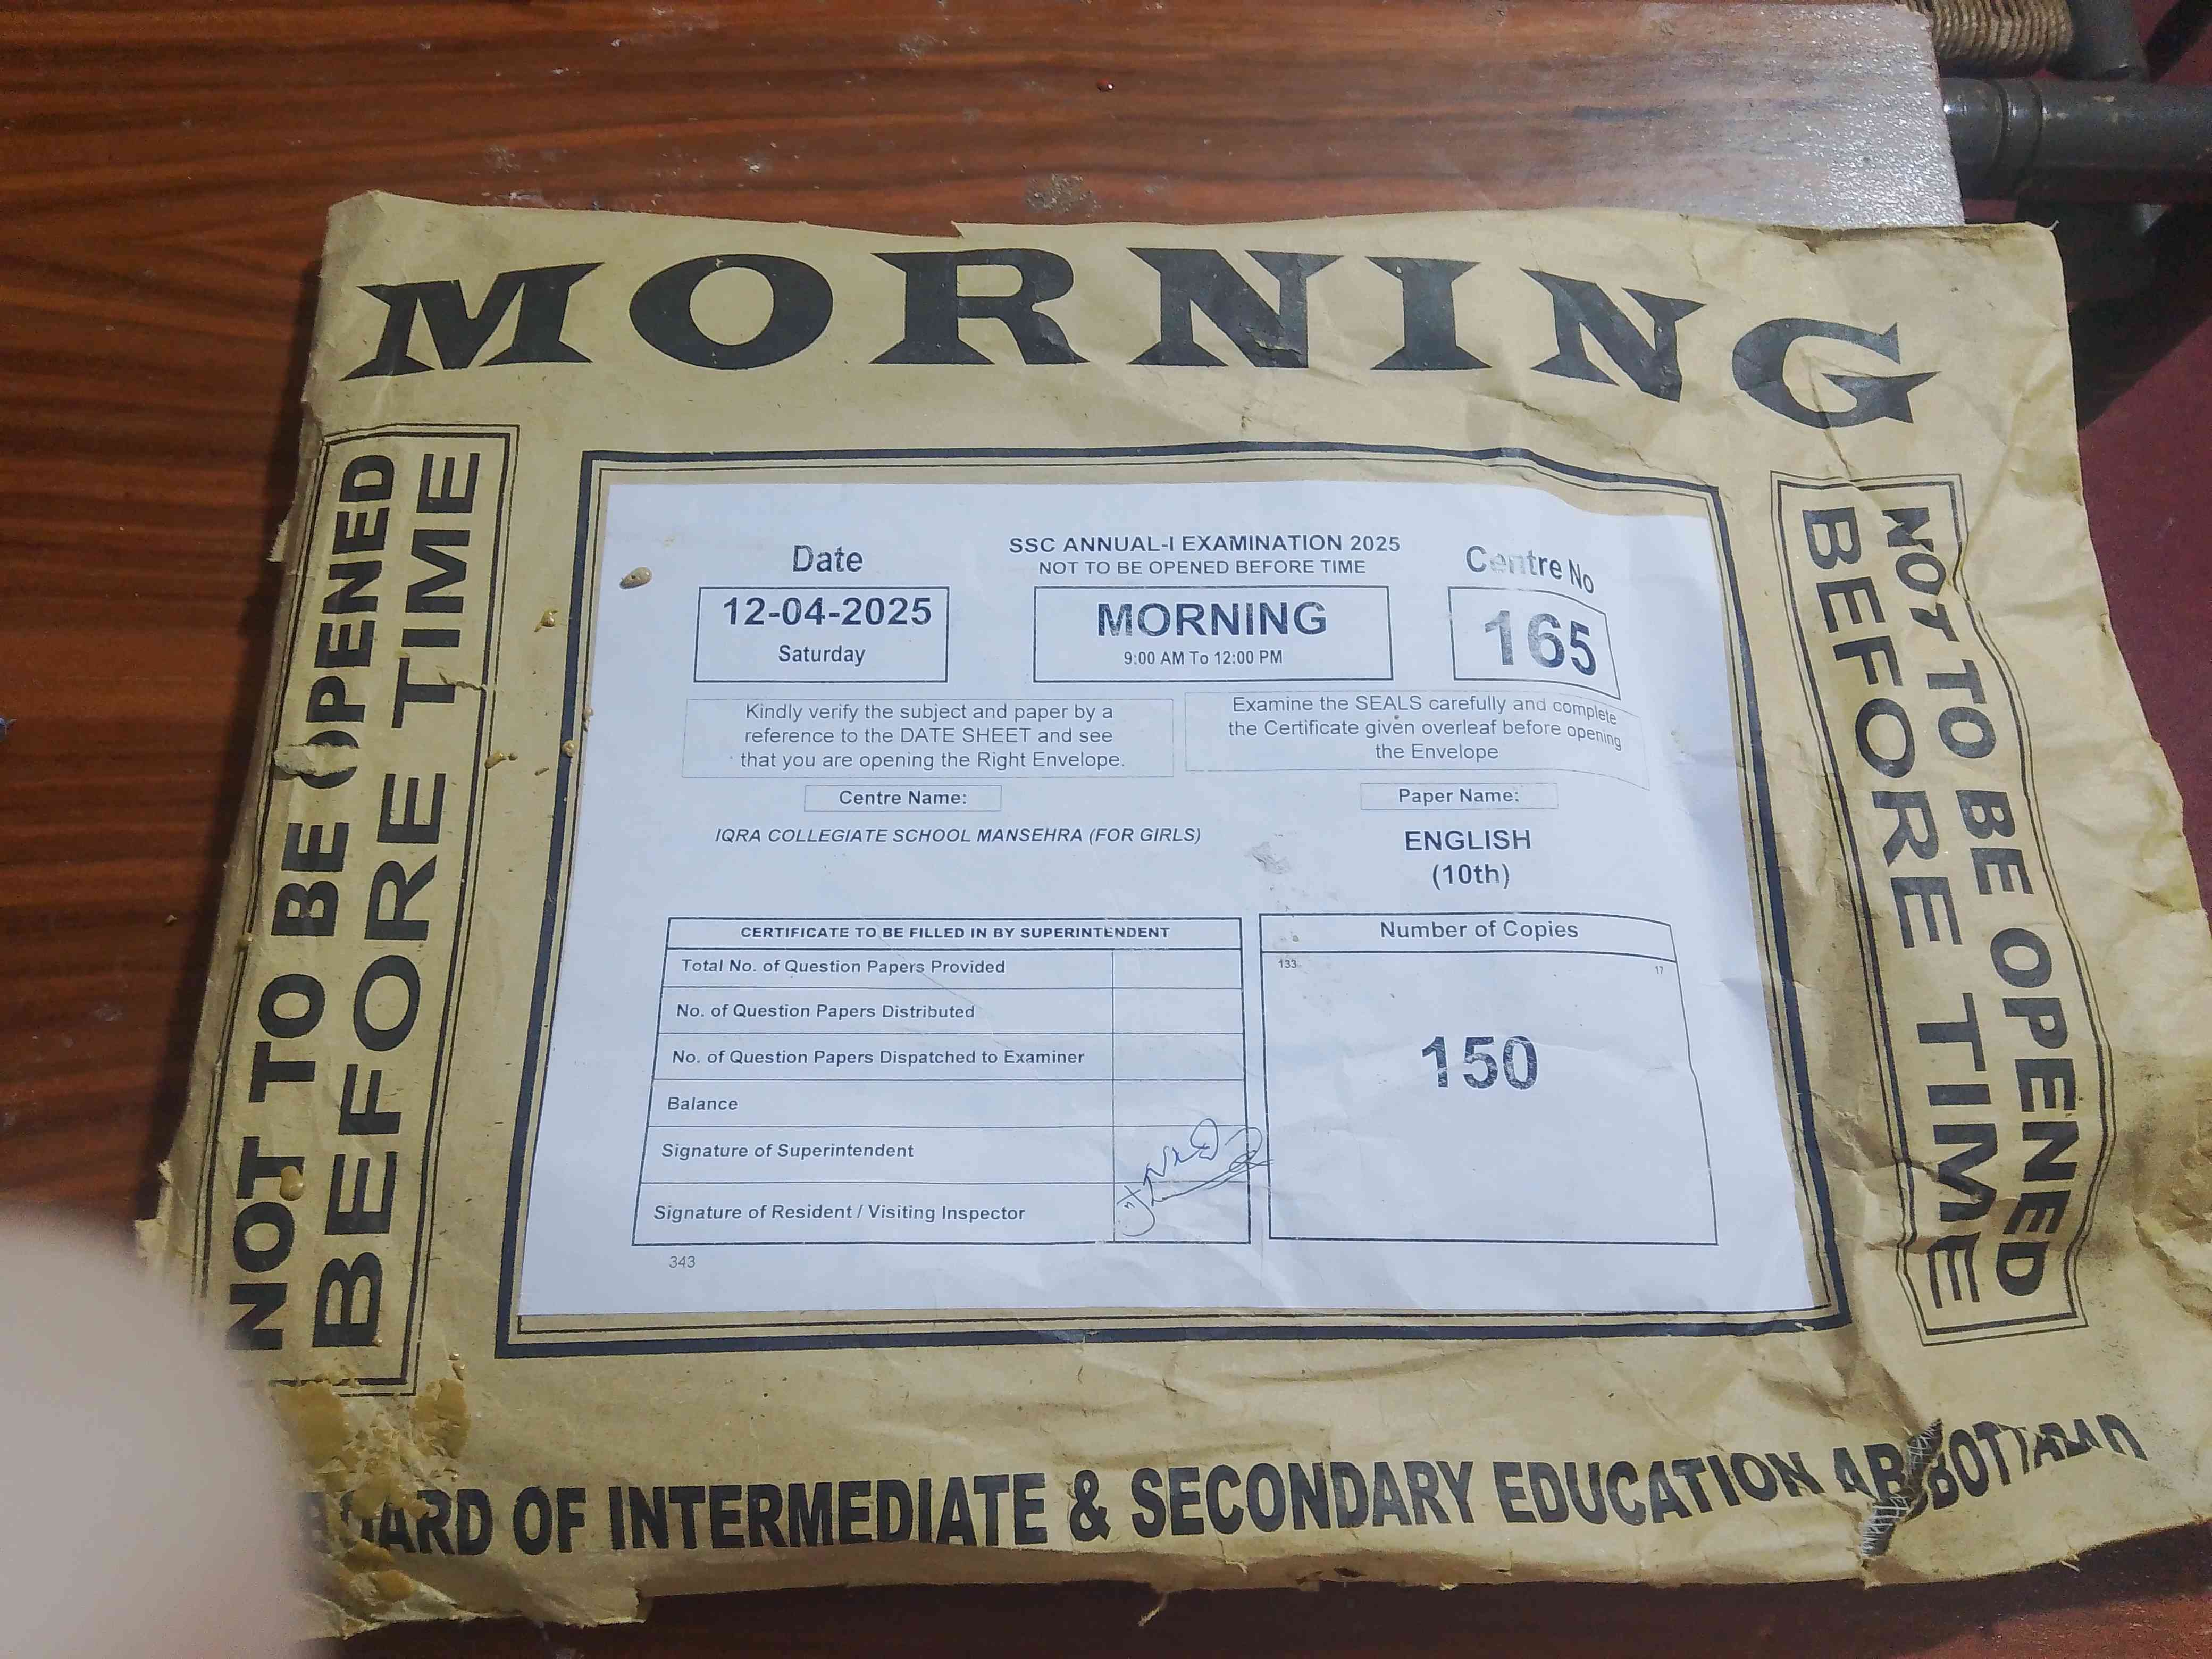 MORNING
NOT TO BE OPENED
BEFORE TIME
Date
12-04-2025
Saturday
SSC ANNUAL-I EXAMINATION 2025
NOT TO BE OPENED BEFORE TIME
MORNING
9:00 AM To 12:00 PM
Centre No
165
Kindly verify the subject and paper by a
reference to the DATE SHEET and see
that you are opening the Right Envelope.
Examine the SEALS carefully and complete
the Certificate given overleaf before opening
the Envelope
Centre Name:
IQRA COLLEGIATE SCHOOL MANSEHRA (FOR GIRLS)
Paper Name:
ENGLISH
(10th)
CERTIFICATE TO BE FILLED IN BY SUPERINTENDENT
Total No. of Question Papers Provided
No. of Question Papers Distributed
No. of Question Papers Dispatched to Examiner
Balance
Signature of Superintendent
Signature of Resident / Visiting Inspector
343
Number of Copies
133 17
150
NOT TO BE OPENED
BEFORE TIME
BOARD OF INTERMEDIATE & SECONDARY EDUCATION ABBOTTABAD